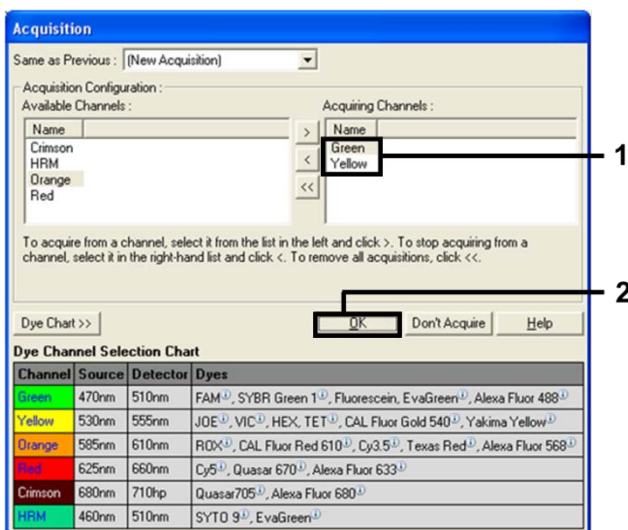 Acquisition
Same as Previous : (New Acquisition)
Acquisition Configuration :
Available Channels : Acquiring Channels :
Name > Name
Crimson Green
HRM < Yellow 1
Orange <<
Red
To acquire from a channel, select it from the list in the left and click >. To stop acquiring from a
channel, select it in the right-hand list and click <. To remove all acquisitions, click <<.
2
Dye Chart >> OK Don't Acquire Help
Dye Channel Selection Chart
Channel Source Detector Dyes
Green 470nm 510nm FAM, SYBR Green 1, Fluorescein, EvaGreen, Alexa Fluor 488
Yellow 530nm 555nm JOE, VIC, HEX, TET, CAL Fluor Gold 540, Yakima Yellow
Orange 585nm 610nm ROX, CAL Fluor Red 610, Cy3.5, Texas Red, Alexa Fluor 568
Red 625nm 660nm Cy5, Quasar 670, Alexa Fluor 633
Crimson 680nm 710hp Quasar705, Alexa Fluor 680
HRM 460nm 510nm SYTO 9, EvaGreen